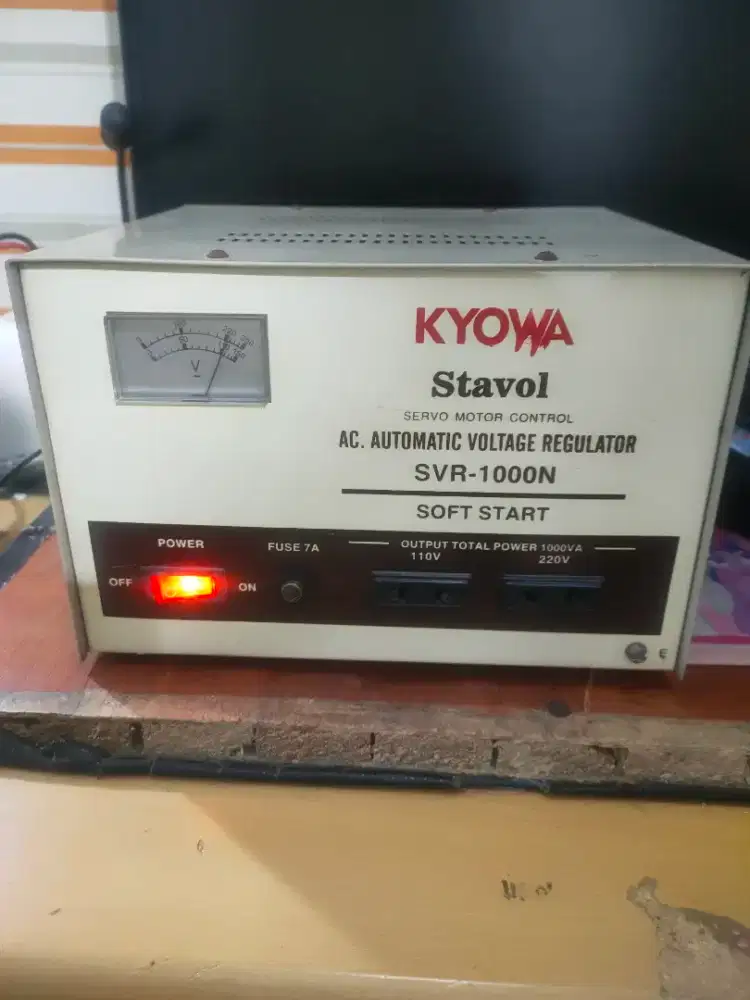 V
KYOWA
Stavol
SERVO MOTOR CONTROL
AC. AUTOMATIC VOLTAGE REGULATOR
SVR-1000N
SOFT START
POWER
OFF
ON
FUSE 7A
OUTPUT TOTAL POWER 1000VA
110V
220V
E